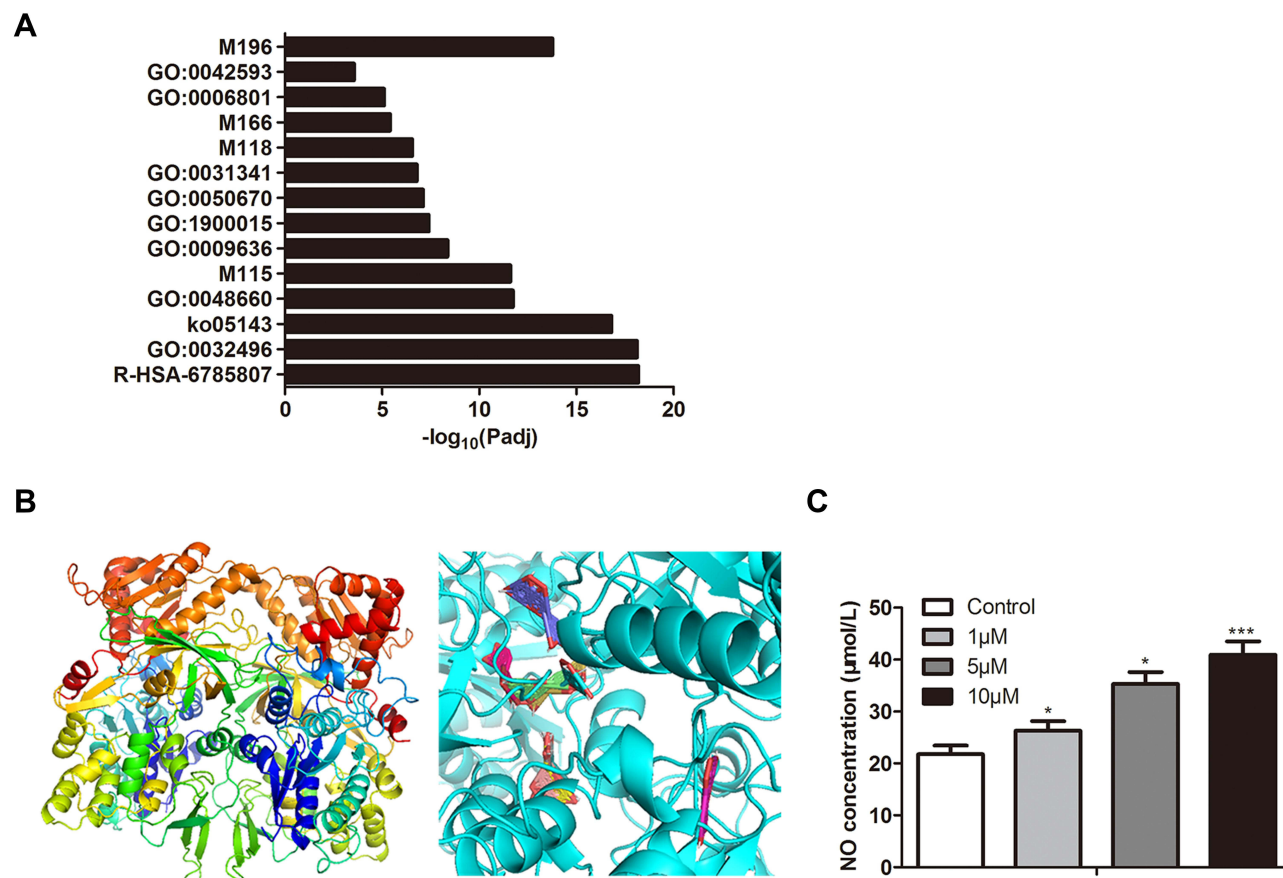 A
M196
GO:0042593
GO:0006801
M166
M118
GO:0031341
GO:0050670
GO:1900015
GO:0009636
M115
GO:0048660
ko05143
GO:0032496
R-HSA-6785807
0 5 10 15 20
-log10(Padj)
B
C
NO concentration (μmol/L)
50
40
30
20
10
0
Control
1μM
5μM
10μM
*
*
***